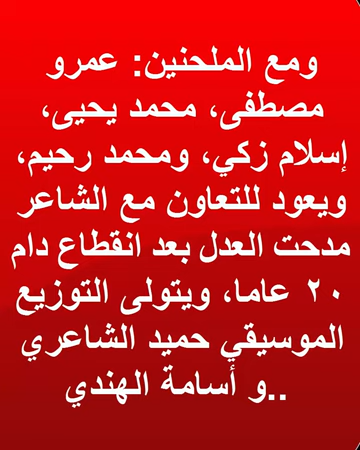 ومع الملحنين: عمرو
مصطفى، محمد يحيى،
إسلام زكي، ومحمد رحيم،
ويعود للتعاون مع الشاعر
مدحت العدل بعد انقطاع دام
٢٠ عاما، ويتولى التوزيع
الموسيقي حميد الشاعري
و أسامة الهندي..